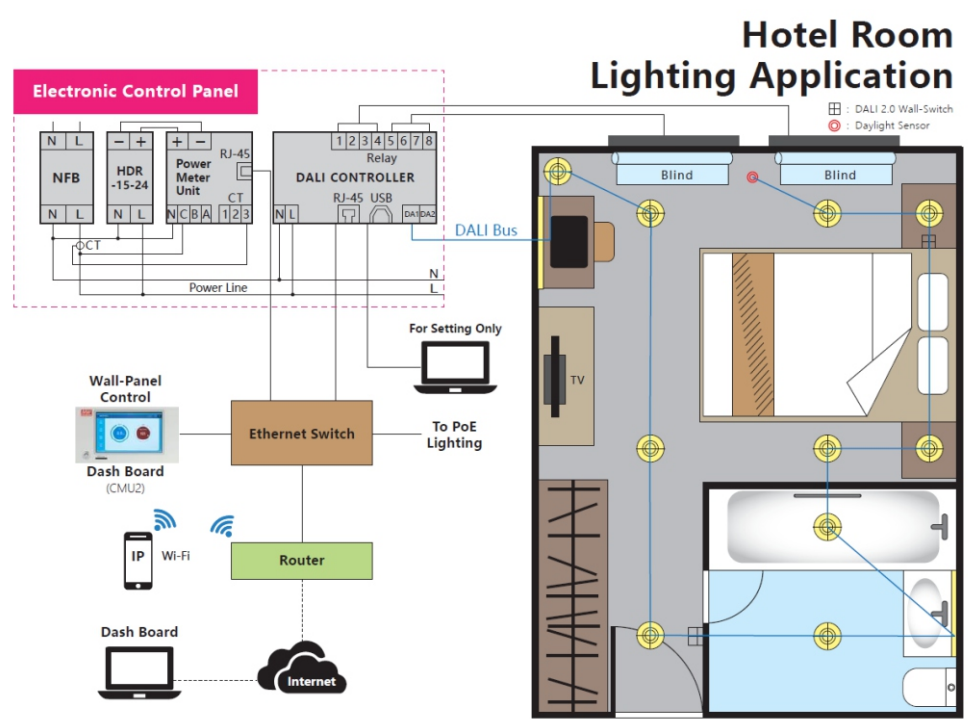 Hotel Room
Lighting Application
: DALI 2.0 Wall-Switch
: Daylight Sensor
Electronic Control Panel
N L
NFB
N L
− +
HDR
-15-24
N L
+ −
Power
Meter
Unit
RJ-45
CT
N C B A 1 2 3
1 2 3 4 5 6 7 8
Relay
DALI CONTROLLER
RJ-45 USB
N L
DA1 DA2
CT
DALI Bus
N
Power Line
L
Blind
Blind
TV
For Setting Only
Wall-Panel
Control
Dash Board
(CMU2)
Ethernet Switch
To PoE
Lighting
IP
Wi-Fi
Router
Dash Board
Internet